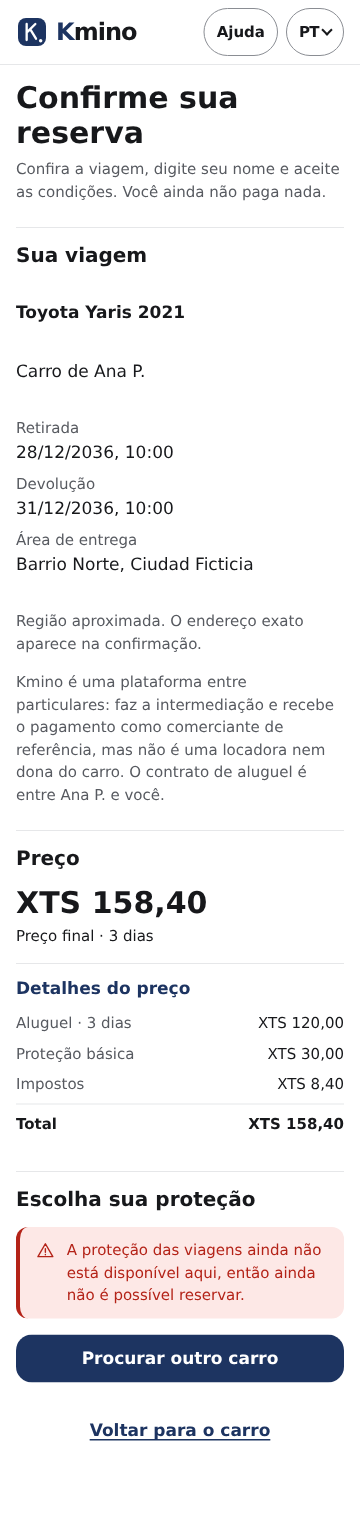 Kmino
Ajuda
PT
Confirme sua
reserva
Confira a viagem, digite seu nome e aceite
as condições. Você ainda não paga nada.
Sua viagem
Toyota Yaris 2021
Carro de Ana P.
Retirada
28/12/2036, 10:00
Devolução
31/12/2036, 10:00
Área de entrega
Barrio Norte, Ciudad Ficticia
Região aproximada. O endereço exato
aparece na confirmação.
Kmino é uma plataforma entre
particulares: faz a intermediação e recebe
o pagamento como comerciante de
referência, mas não é uma locadora nem
dona do carro. O contrato de aluguel é
entre Ana P. e você.
Preço
XTS 158,40
Preço final · 3 dias
Detalhes do preço
Aluguel · 3 dias XTS 120,00
Proteção básica XTS 30,00
Impostos XTS 8,40
Total XTS 158,40
Escolha sua proteção
A proteção das viagens ainda não
está disponível aqui, então ainda
não é possível reservar.
Procurar outro carro
Voltar para o carro